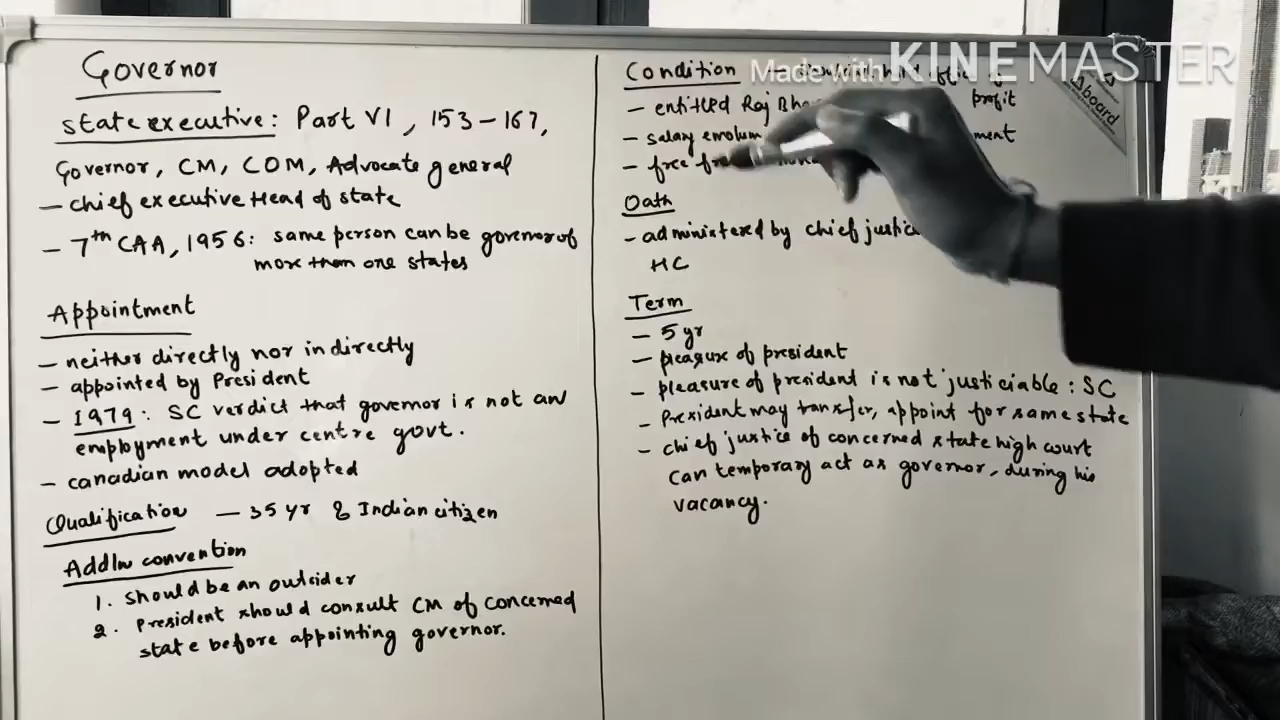 Governor
state executive: Part VI, 153-167,
Governor, CM, COM, Advocate general
- chief executive Head of state
- 7th CAA, 1956: same person can be governor of
more than one states
Appointment
- neither directly nor indirectly
- appointed by President
- 1979: SC verdict that governor is not an
employment under centre govt.
- canadian model adopted
Qualification - 35 yr & Indian citizen
Addln convention
1. should be an outsider
2. President should consult CM of concerned
state before appointing governor.
Condition
- entitled Raj profit
- salary
- free
Oath
- administered by chief justice
HC
Term
- 5 yr
- pleasure of president
- pleasure of president is not justiciable: SC
- President may transfer, appoint for same state
- chief justice of concerned state high court
can temporary act as governor, during his
vacancy.
Made with KINEMASTER
board